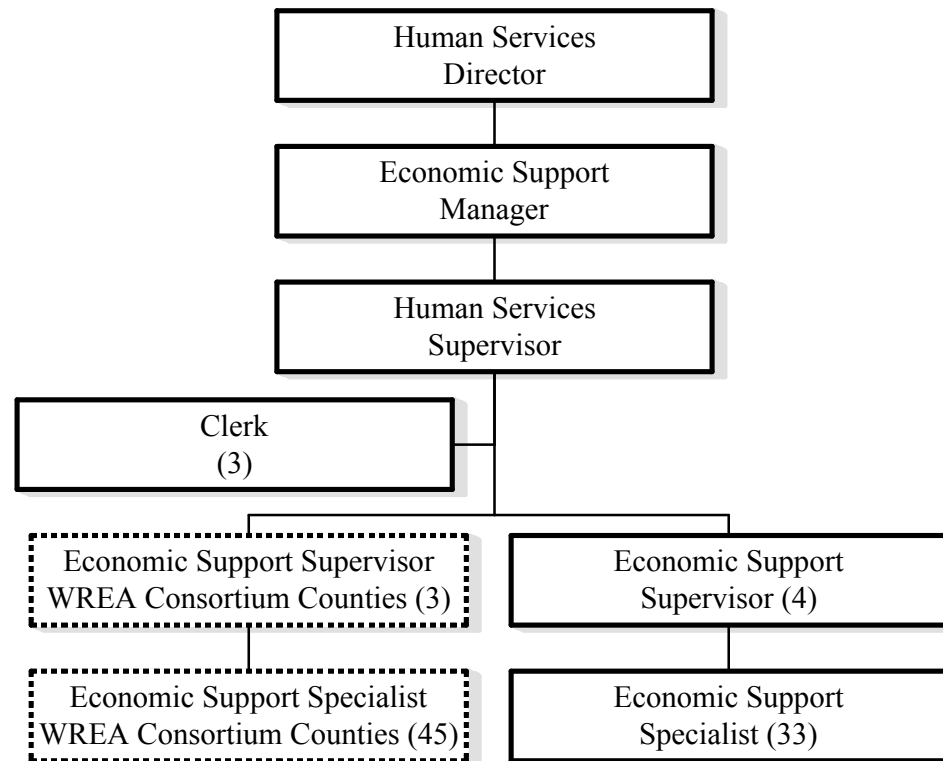 Human Services
Director
Economic Support
Manager
Human Services
Supervisor
Clerk
(3)
Economic Support Supervisor
WREA Consortium Counties (3)
Economic Support
Supervisor (4)
Economic Support Specialist
WREA Consortium Counties (45)
Economic Support
Specialist (33)